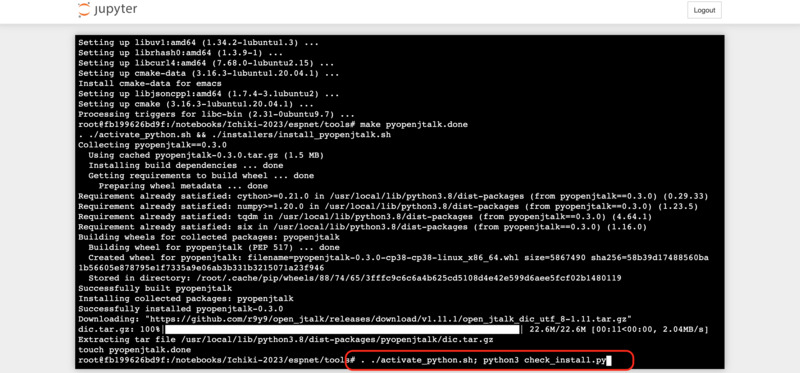 jupyter
Logout
Setting up libuv1:amd64 (1.34.2-1ubuntu1.3) ...
Setting up librhash0:amd64 (1.3.9-1) ...
Setting up libcurl4:amd64 (7.68.0-1ubuntu2.15) ...
Setting up cmake-data (3.16.3-1ubuntu1.20.04.1) ...
Install cmake-data for emacs
Setting up libjsoncpp1:amd64 (1.7.4-3.1ubuntu2) ...
Setting up cmake (3.16.3-1ubuntu1.20.04.1) ...
Processing triggers for libc-bin (2.31-0ubuntu9.7) ...
root@fb199626bd9f:/notebooks/Ichiki-2023/espnet/tools# make pyopenjtalk.done
. ./activate_python.sh && ./installers/install_pyopenjtalk.sh
Collecting pyopenjtalk==0.3.0
Using cached pyopenjtalk-0.3.0.tar.gz (1.5 MB)
Installing build dependencies ... done
Getting requirements to build wheel ... done
Preparing wheel metadata ... done
Requirement already satisfied: cython>=0.21.0 in /usr/local/lib/python3.8/dist-packages (from pyopenjtalk==0.3.0) (0.29.33)
Requirement already satisfied: numpy>=1.20.0 in /usr/local/lib/python3.8/dist-packages (from pyopenjtalk==0.3.0) (1.23.5)
Requirement already satisfied: tqdm in /usr/local/lib/python3.8/dist-packages (from pyopenjtalk==0.3.0) (4.64.1)
Requirement already satisfied: six in /usr/local/lib/python3.8/dist-packages (from pyopenjtalk==0.3.0) (1.16.0)
Building wheels for collected packages: pyopenjtalk
Building wheel for pyopenjtalk (PEP 517) ... done
Created wheel for pyopenjtalk: filename=pyopenjtalk-0.3.0-cp38-cp38-linux_x86_64.whl size=5867490 sha256=58b39d17488560ba
1b56605e878795e1f7335a9e06ab3b331b3215071a23f946
Stored in directory: /root/.cache/pip/wheels/88/74/65/3fffc9c6c6a4b625cd5108d4e42e599d6aee5fcf02b1480119
Successfully built pyopenjtalk
Installing collected packages: pyopenjtalk
Successfully installed pyopenjtalk-0.3.0
Downloading: "https://github.com/r9y9/open_jtalk/releases/download/v1.11.1/open_jtalk_dic_utf_8-1.11.tar.gz"
dic.tar.gz: 100%| | 22.6M/22.6M [00:11<00:00, 2.04MB/s]
Extracting tar file /usr/local/lib/python3.8/dist-packages/pyopenjtalk/dic.tar.gz
touch pyopenjtalk.done
root@fb199626bd9f:/notebooks/Ichiki-2023/espnet/tools# . ./activate_python.sh; python3 check_install.py